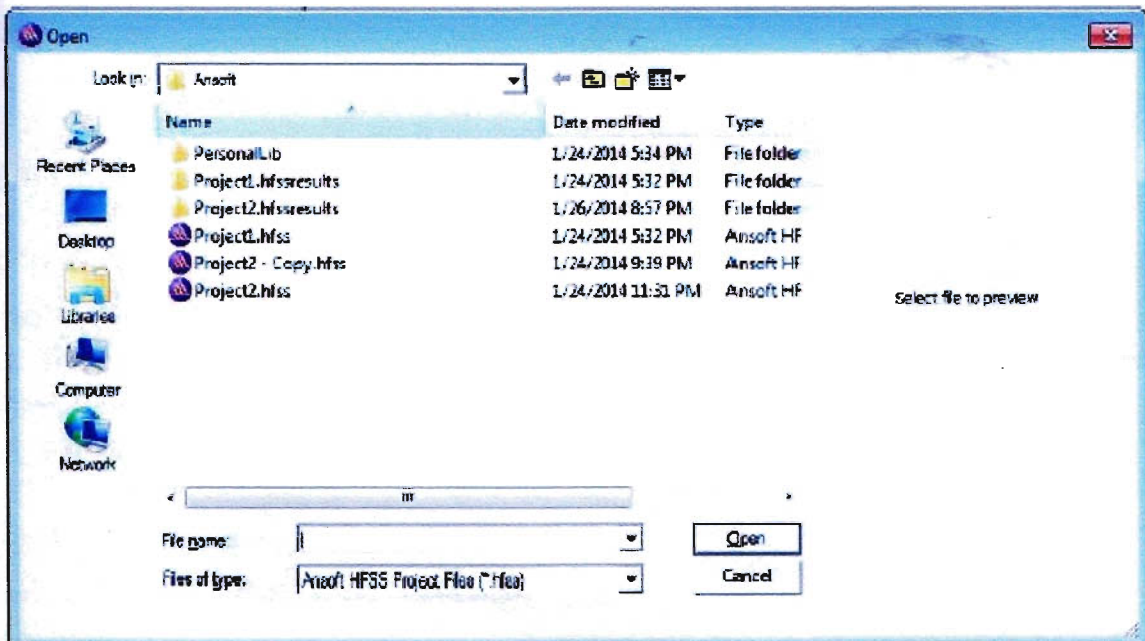 Open
Look in: Ansoft
Name Date modified Type
PersonalLib 1/24/2014 5:34 PM File folder
Project1.hfssresults 1/24/2014 5:32 PM File folder
Project2.hfssresults 1/26/2014 8:57 PM File folder
Project1.hfss 1/24/2014 5:32 PM Ansoft HF
Project2 - Copy.hfss 1/24/2014 9:39 PM Ansoft HF
Project2.hfss 1/24/2014 11:31 PM Ansoft HF
Recent Places
Desktop
Libraries
Computer
Network
Select file to preview
File name: Open
Files of type: Ansoft HFSS Project Files (*.hfss) Cancel